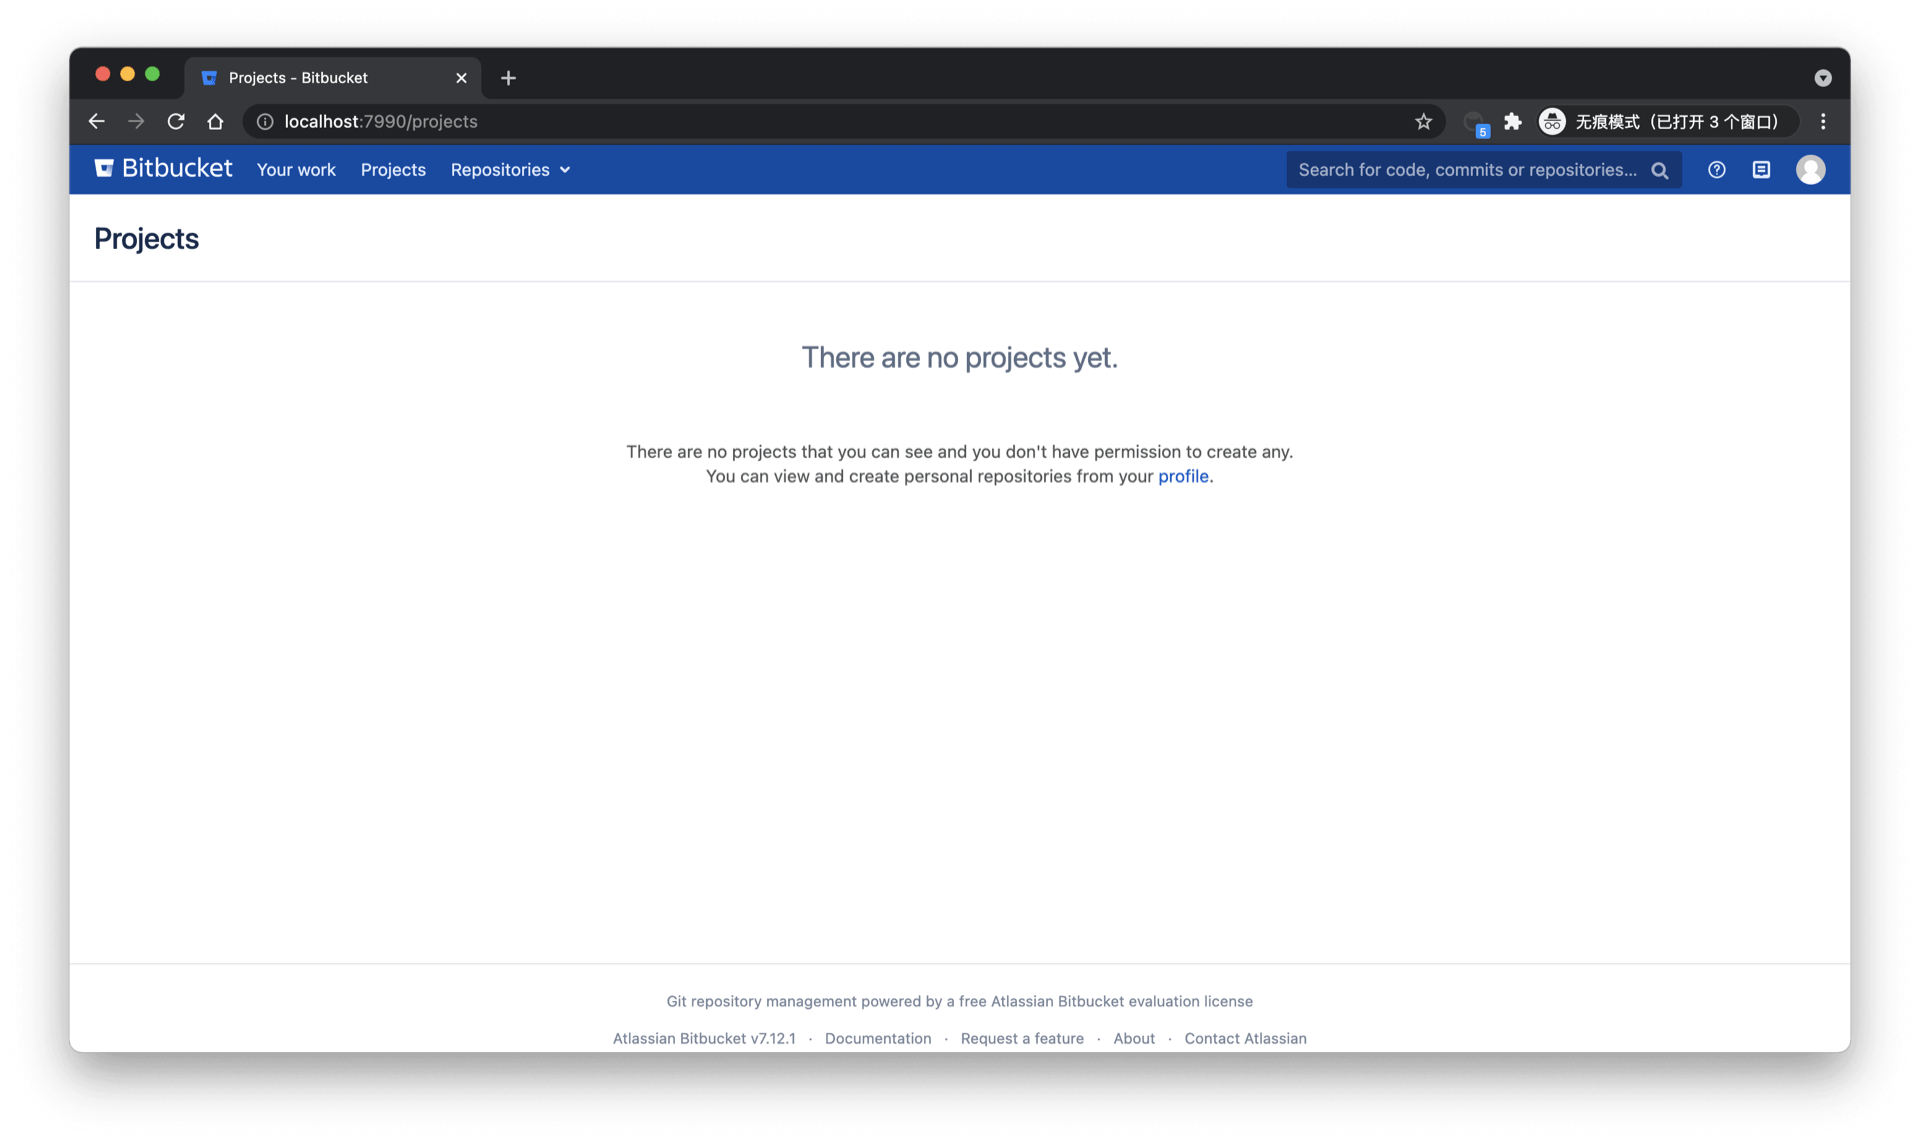 Projects - Bitbucket
localhost:7990/projects
5
无痕模式（已打开 3 个窗口）
Bitbucket
Your work
Projects
Repositories
Search for code, commits or repositories...
Projects
There are no projects yet.
There are no projects that you can see and you don't have permission to create any.
You can view and create personal repositories from your profile.
Git repository management powered by a free Atlassian Bitbucket evaluation license
Atlassian Bitbucket v7.12.1 · Documentation · Request a feature · About · Contact Atlassian